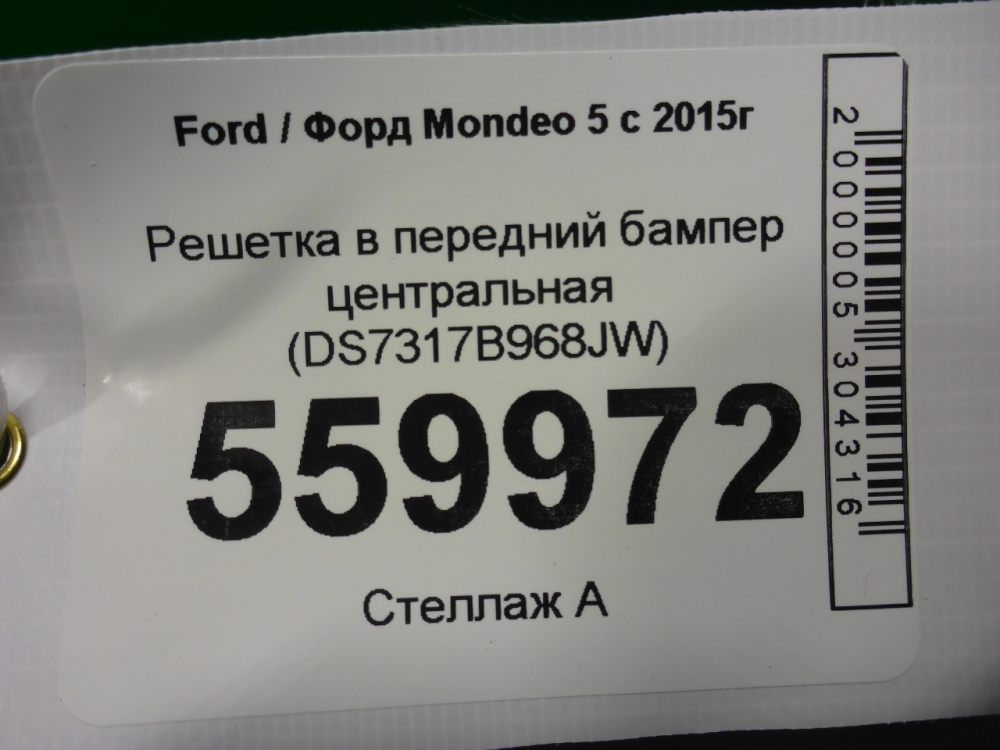 Ford / Форд Mondeo 5 с 2015г
Решетка в передний бампер
центральная
(DS7317B968JW)
559972
Стеллаж А
2000005304316